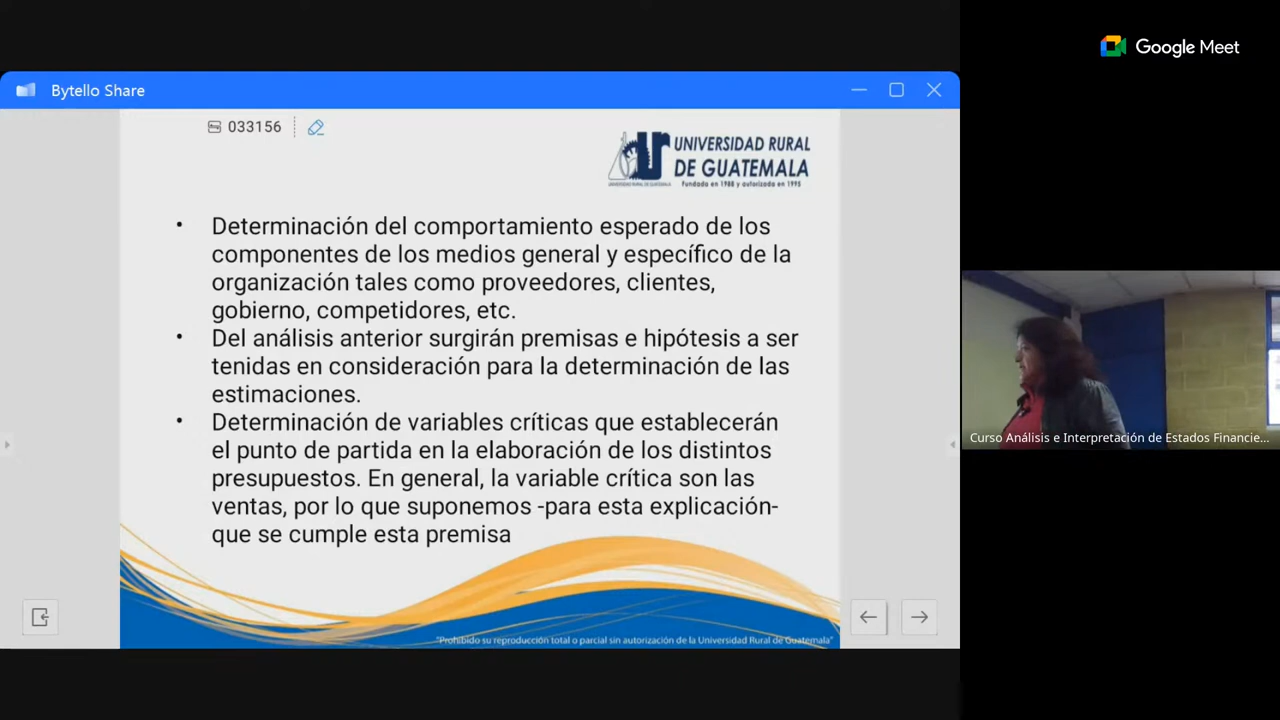 Google Meet
Bytello Share
033156
UNIVERSIDAD RURAL
DE GUATEMALA
UNIVERSIDAD RURAL DE GUATEMALA
Fundada en 1988 y autorizada en 1995
• Determinación del comportamiento esperado de los
componentes de los medios general y específico de la
organización tales como proveedores, clientes,
gobierno, competidores, etc.
• Del análisis anterior surgirán premisas e hipótesis a ser
tenidas en consideración para la determinación de las
estimaciones.
• Determinación de variables críticas que establecerán
el punto de partida en la elaboración de los distintos
presupuestos. En general, la variable crítica son las
ventas, por lo que suponemos -para esta explicación-
que se cumple esta premisa
"Prohibido su reproducción total o parcial sin autorización de la Universidad Rural de Guatemala"
Curso Análisis e Interpretación de Estados Financie...